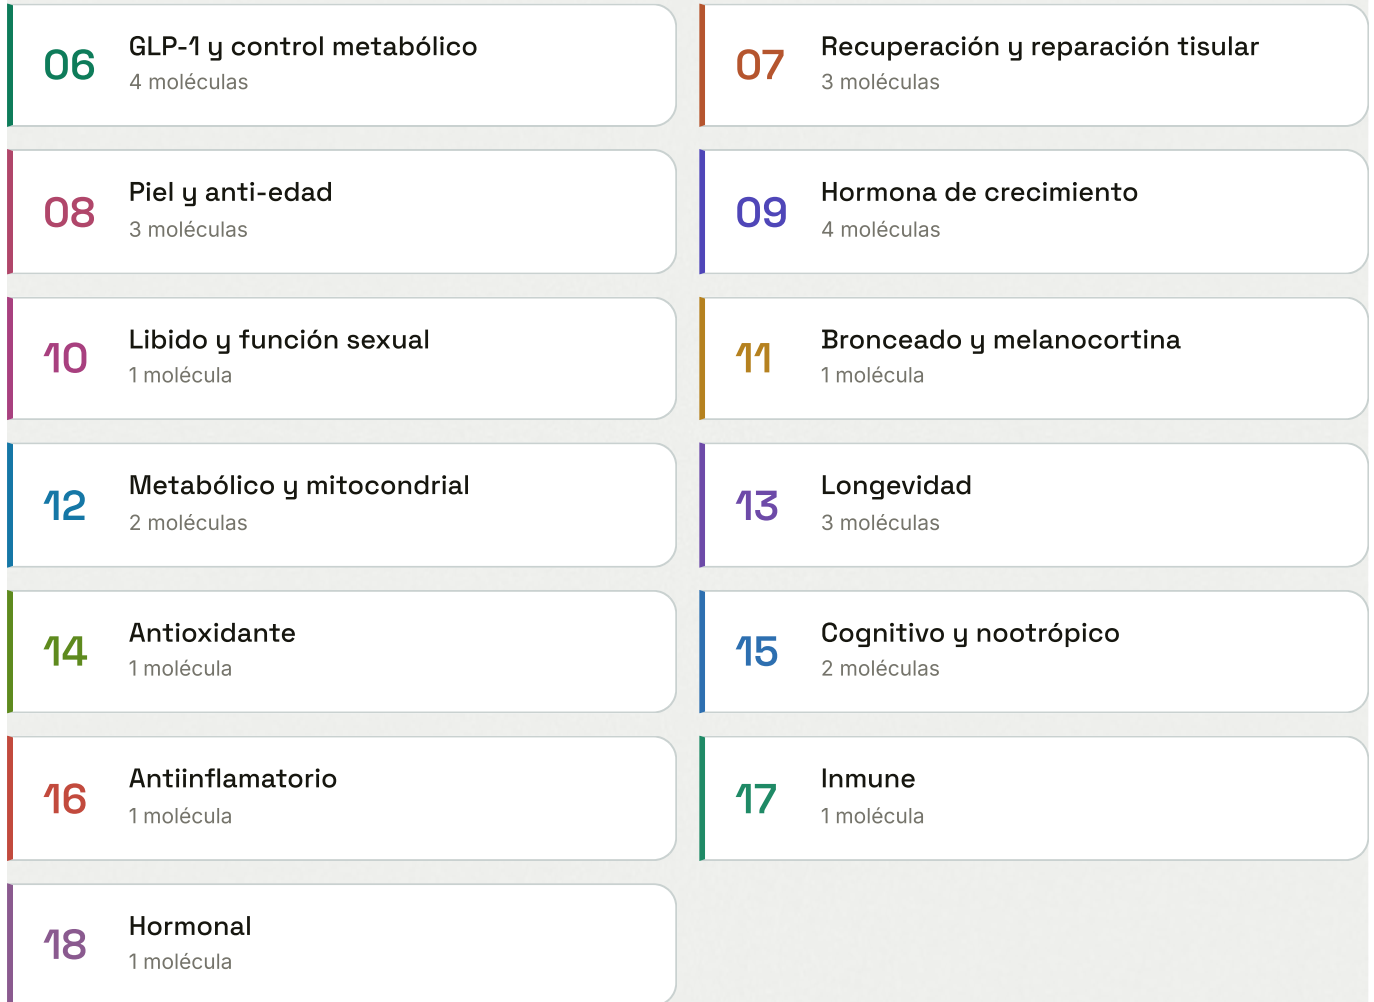 06
GLP-1 y control metabólico
4 moléculas
07
Recuperación y reparación tisular
3 moléculas
08
Piel y anti-edad
3 moléculas
09
Hormona de crecimiento
4 moléculas
10
Libido y función sexual
1 molécula
11
Bronceado y melanocortina
1 molécula
12
Metabólico y mitocondrial
2 moléculas
13
Longevidad
3 moléculas
14
Antioxidante
1 molécula
15
Cognitivo y nootrópico
2 moléculas
16
Antiinflamatorio
1 molécula
17
Inmune
1 molécula
18
Hormonal
1 molécula